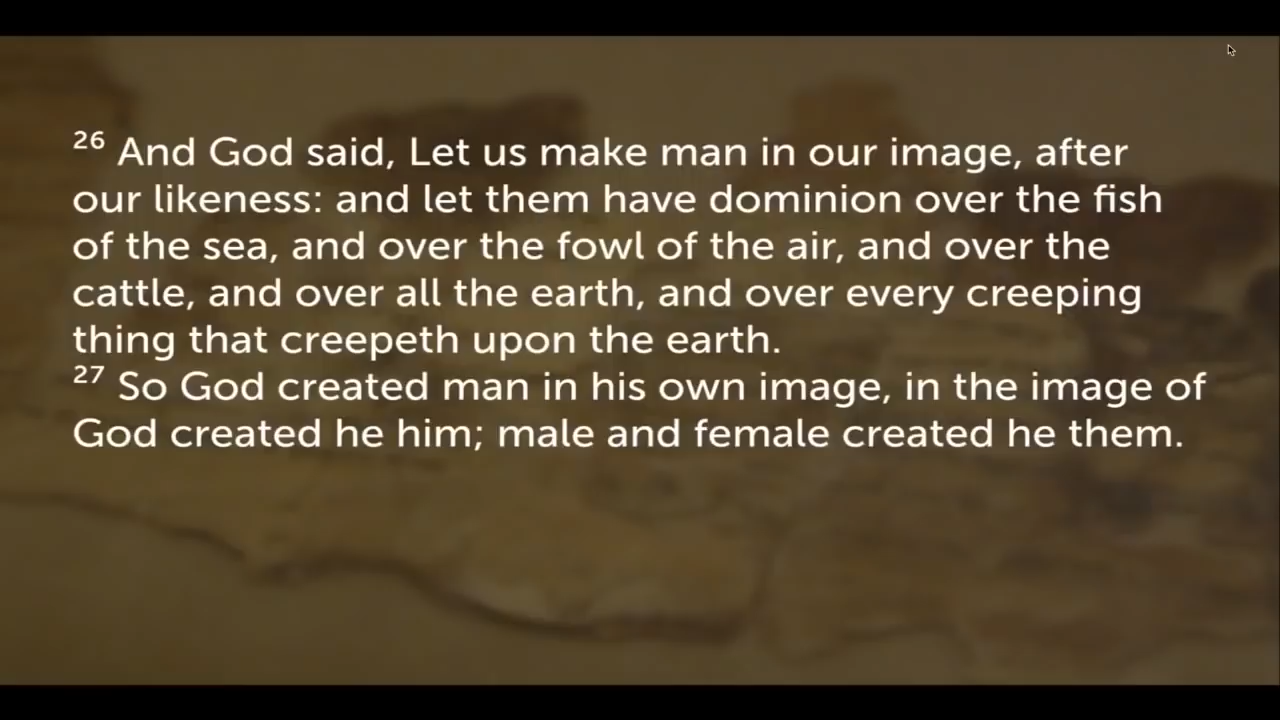 26 And God said, Let us make man in our image, after
our likeness: and let them have dominion over the fish
of the sea, and over the fowl of the air, and over the
cattle, and over all the earth, and over every creeping
thing that creepeth upon the earth.
27 So God created man in his own image, in the image of
God created he him; male and female created he them.